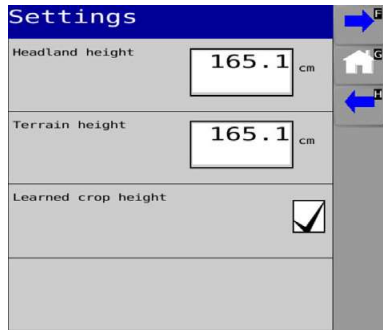 Settings
F
Headland height
165.1 cm
G
H
Terrain height
165.1 cm
Learned crop height